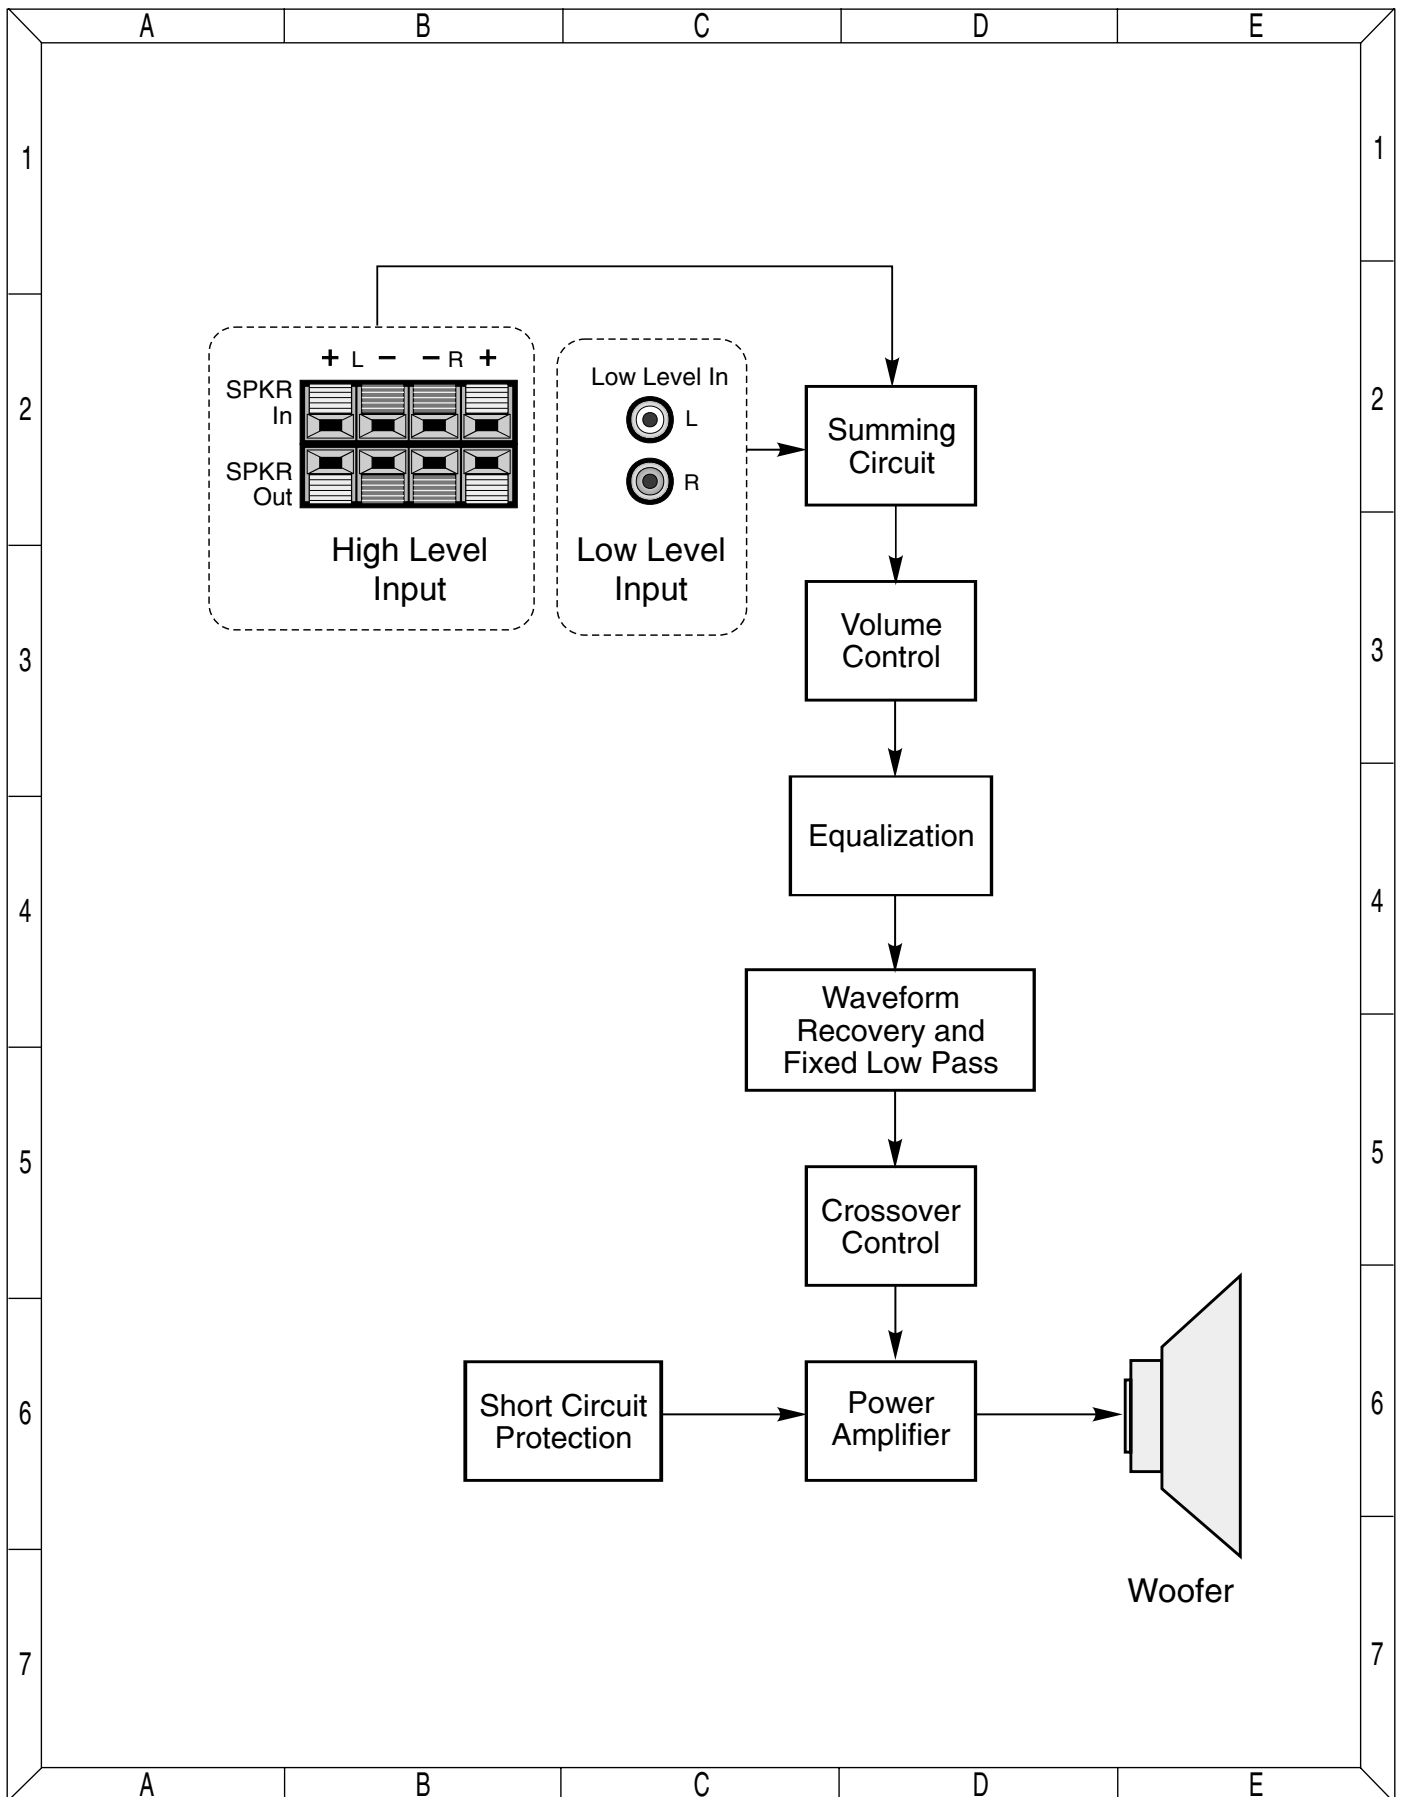 A B C D E
1 1
+ L − − R +
SPKR
In
SPKR
Out
High Level
Input
Low Level In
L
R
Low Level
Input
Summing
Circuit
2 2
Volume
Control
3 3
Equalization
4 4
Waveform
Recovery and
Fixed Low Pass
5 5
Crossover
Control
Short Circuit
Protection
Power
Amplifier
6 6
Woofer
7 7
A B C D E